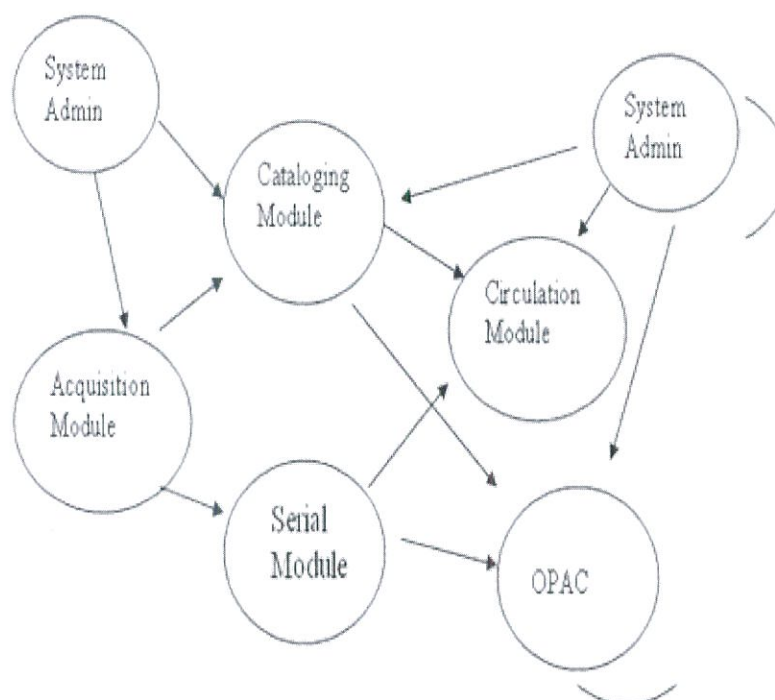 System
Admin
System
Admin
Cataloging
Module
Circulation
Module
Acquisition
Module
Serial
Module
OPAC